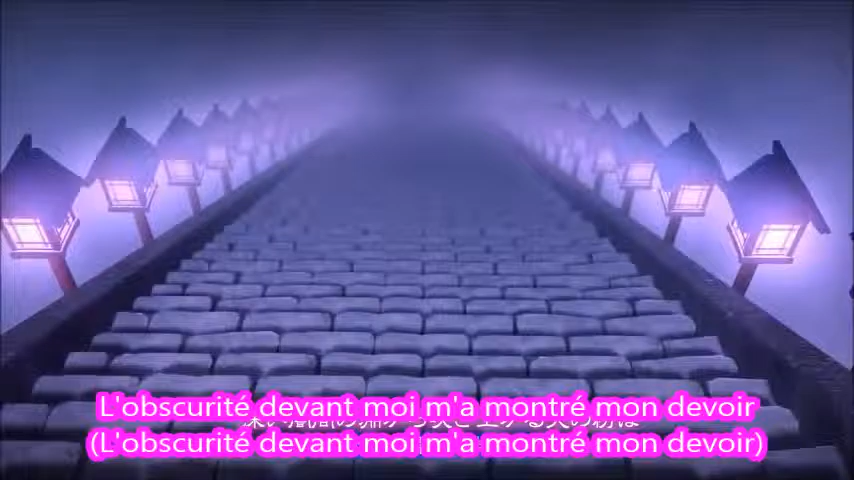 L'obscurité devant moi m'a montré mon devoir
(L'obscurité devant moi m'a montré mon devoir)